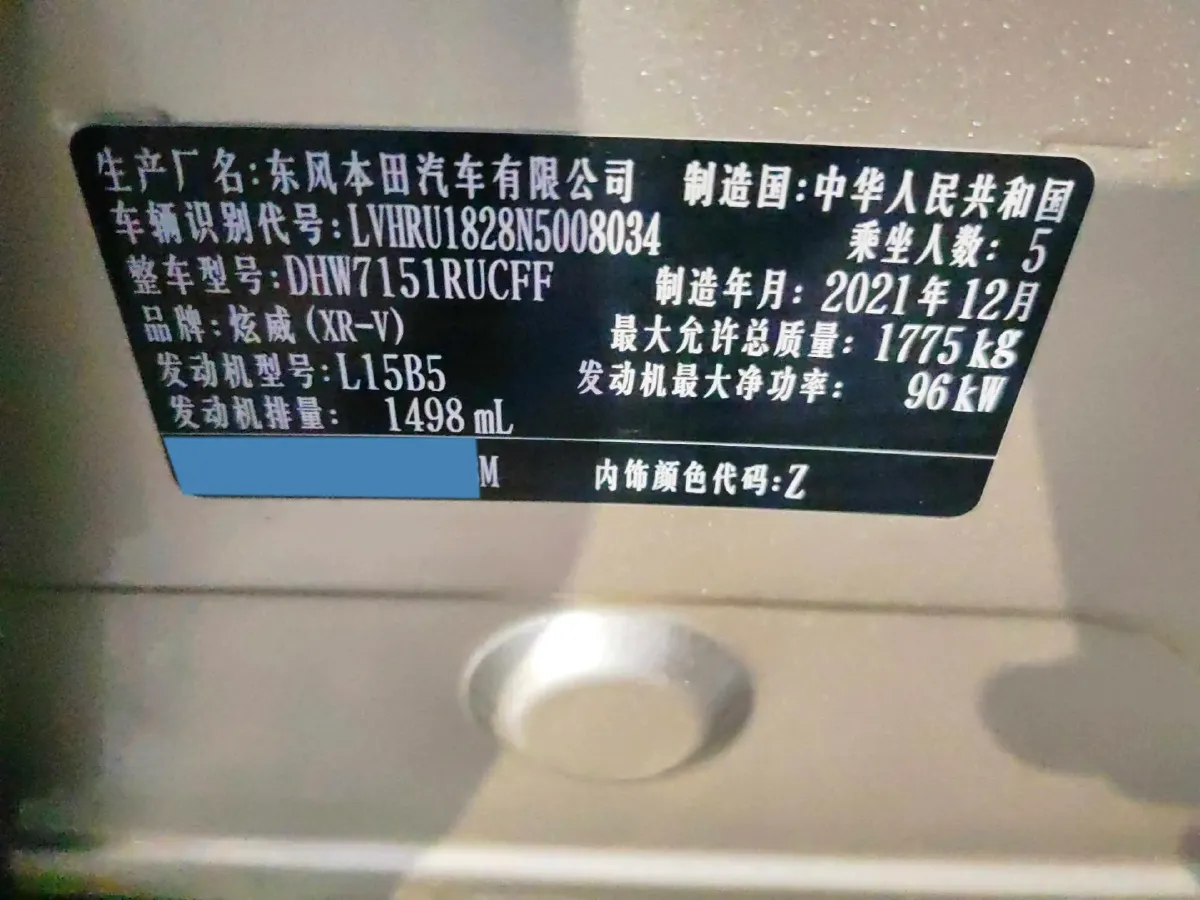 生产厂名:东风本田汽车有限公司 制造国:中华人民共和国
车辆识别代号:LVHRU1828N5008034 乘坐人数: 5
整车型号:DHW7151RUCFF 制造年月: 2021年12月
品牌:炫威(XR-V) 最大允许总质量: 1775kg
发动机型号:L15B5 发动机最大净功率: 96kW
发动机排量: 1498mL
M 内饰颜色代码:Z